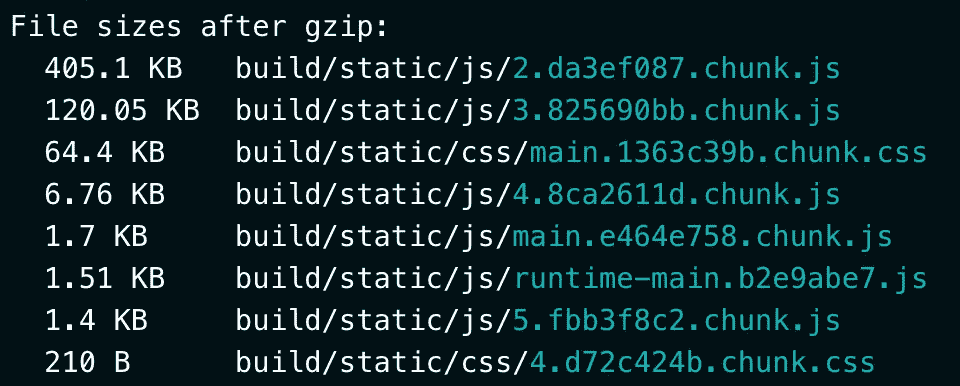 File sizes after gzip:
405.1 KB build/static/js/2.da3ef087.chunk.js
120.05 KB build/static/js/3.825690bb.chunk.js
64.4 KB build/static/css/main.1363c39b.chunk.css
6.76 KB build/static/js/4.8ca2611d.chunk.js
1.7 KB build/static/js/main.e464e758.chunk.js
1.51 KB build/static/js/runtime-main.b2e9abe7.js
1.4 KB build/static/js/5.fbb3f8c2.chunk.js
210 B build/static/css/4.d72c424b.chunk.css